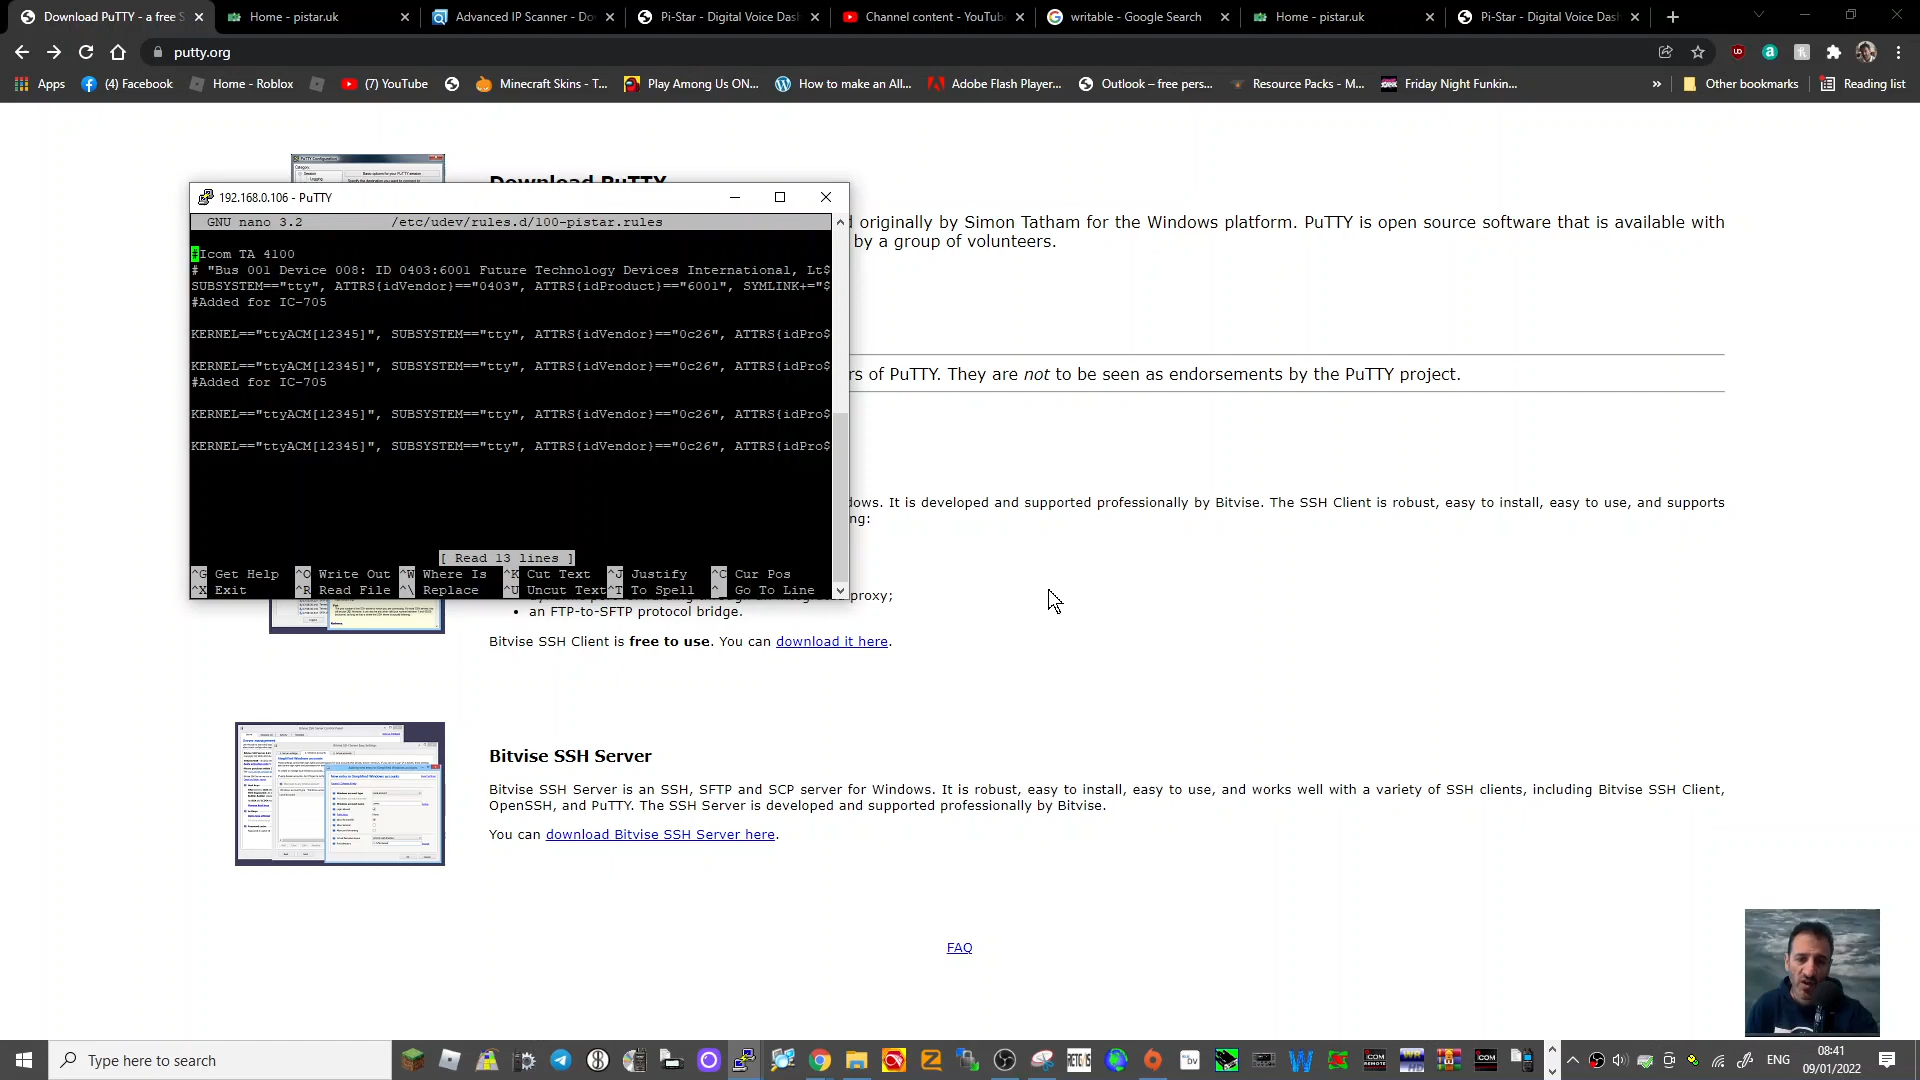 Download PuTTY - a free S
Home - pistar.uk
Advanced IP Scanner - Do
Pi-Star - Digital Voice Das
Channel content - YouTub
writable - Google Search
Home - pistar.uk
Pi-Star - Digital Voice Das
putty.org
Apps
(4) Facebook
Home - Roblox
(7) YouTube
Minecraft Skins - T...
Play Among Us ON...
How to make an All...
Adobe Flash Player...
Outlook – free pers...
Resource Packs - M...
Friday Night Funkin...
»
Other bookmarks
Reading list
Download PuTTY
192.168.0.106 - PuTTY
GNU nano 3.2 /etc/udev/rules.d/100-pistar.rules
#Icom TA 4100
# "Bus 001 Device 008: ID 0403:6001 Future Technology Devices International, Lt$
SUBSYSTEM=="tty", ATTRS{idVendor}=="0403", ATTRS{idProduct}=="6001", SYMLINK+="$
#Added for IC-705
KERNEL=="ttyACM[12345]", SUBSYSTEM=="tty", ATTRS{idVendor}=="0c26", ATTRS{idPro$
KERNEL=="ttyACM[12345]", SUBSYSTEM=="tty", ATTRS{idVendor}=="0c26", ATTRS{idPro$
#Added for IC-705
KERNEL=="ttyACM[12345]", SUBSYSTEM=="tty", ATTRS{idVendor}=="0c26", ATTRS{idPro$
KERNEL=="ttyACM[12345]", SUBSYSTEM=="tty", ATTRS{idVendor}=="0c26", ATTRS{idPro$
[ Read 13 lines ]
^G Get Help ^O Write Out ^W Where Is ^K Cut Text ^J Justify ^C Cur Pos
^X Exit ^R Read File ^\ Replace ^U Uncut Text ^T To Spell ^_ Go To Line
originally by Simon Tatham for the Windows platform. PuTTY is open source software that is available with
by a group of volunteers.
rs of PuTTY. They are not to be seen as endorsements by the PuTTY project.
dows. It is developed and supported professionally by Bitvise. The SSH Client is robust, easy to install, easy to use, and supports
ng:
proxy;
• an FTP-to-SFTP protocol bridge.
Bitvise SSH Client is free to use. You can download it here.
Bitvise SSH Server
Bitvise SSH Server is an SSH, SFTP and SCP server for Windows. It is robust, easy to install, easy to use, and works well with a variety of SSH clients, including Bitvise SSH Client,
OpenSSH, and PuTTY. The SSH Server is developed and supported professionally by Bitvise.
You can download Bitvise SSH Server here.
FAQ
Type here to search
ENG
08:41
09/01/2022